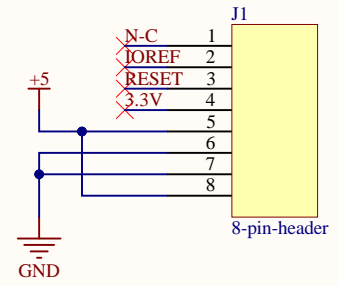 J1
N-C 1
IOREF 2
RESET 3
3.3V 4
+5
5
6
7
8
8-pin-header
GND